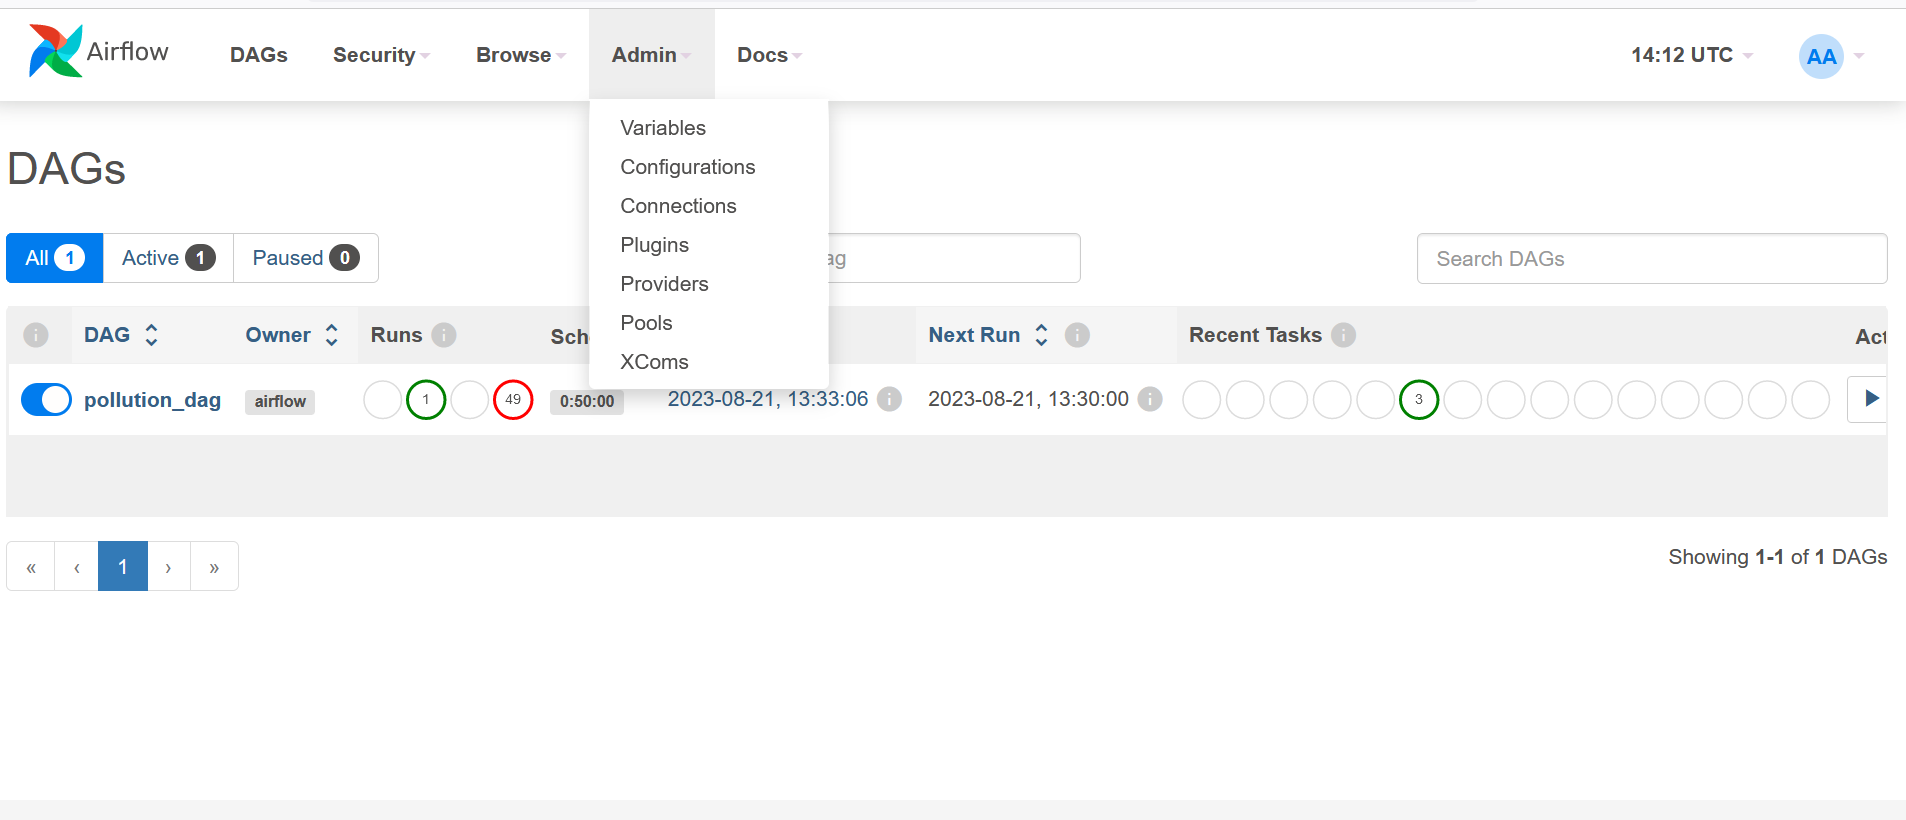 Airflow DAGs Security Browse Admin Docs 14:12 UTC AA
Variables
DAGs
Configurations
Connections
All 1 Active 1 Paused 0
Plugins
Search DAGs
Providers
Pools
DAG Owner Runs Next Run Recent Tasks
XComs
pollution_dag airflow 1 49 0:50:00 2023-08-21, 13:33:06 2023-08-21, 13:30:00 3
« ‹ 1 › »
Showing 1-1 of 1 DAGs